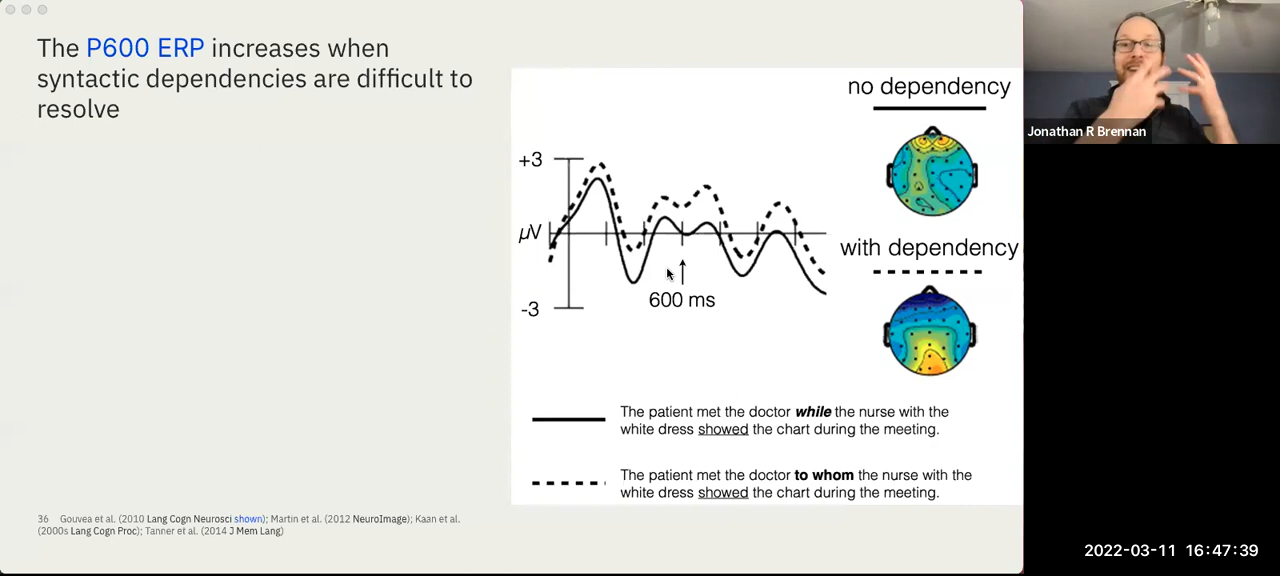 The P600 ERP increases when
syntactic dependencies are difficult to
resolve
no dependency
+3
µV
-3
600 ms
with dependency
The patient met the doctor while the nurse with the
white dress showed the chart during the meeting.
The patient met the doctor to whom the nurse with the
white dress showed the chart during the meeting.
36 Gouvea et al. (2010 Lang Cogn Neurosci shown); Martin et al. (2012 NeuroImage); Kaan et al.
(2000s Lang Cogn Proc); Tanner et al. (2014 J Mem Lang)
Jonathan R Brennan
2022-03-11 16:47:39